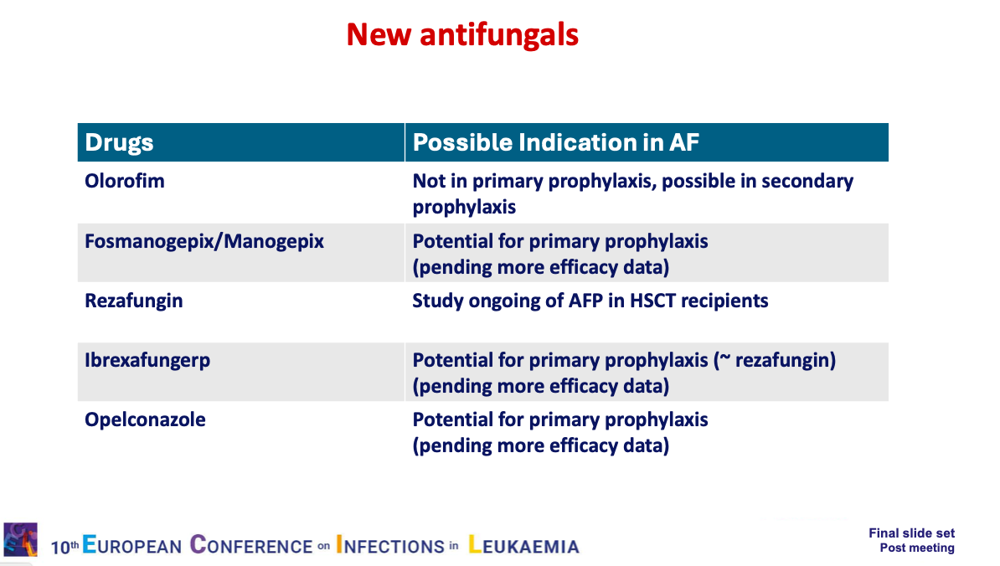 New antifungals
Drugs
Possible Indication in AF
Olorofim
Not in primary prophylaxis, possible in secondary
prophylaxis
Fosmanogepix/Manogepix
Potential for primary prophylaxis
(pending more efficacy data)
Rezafungin
Study ongoing of AFP in HSCT recipients
Ibrexafungerp
Potential for primary prophylaxis (~ rezafungin)
(pending more efficacy data)
Opelconazole
Potential for primary prophylaxis
(pending more efficacy data)
10th EUROPEAN CONFERENCE on INFECTIONS in LEUKAEMIA
Final slide set
Post meeting